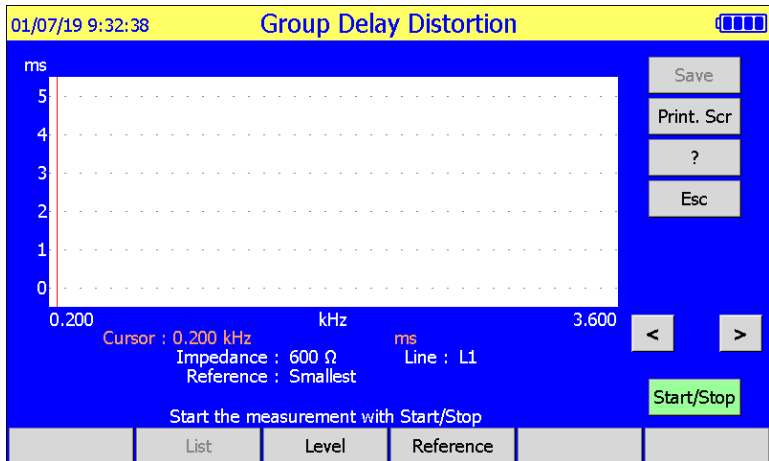 01/07/19 9:32:38 Group Delay Distortion
ms
Save
5
Print. Scr
4
?
3
Esc
2
1
0
0.200 kHz 3.600
< >
Cursor : 0.200 kHz ms
Impedance : 600 Ω Line : L1
Reference : Smallest
Start/Stop
Start the measurement with Start/Stop
List Level Reference